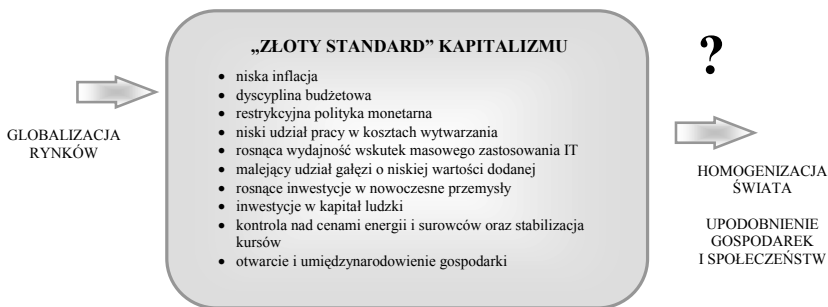 GLOBALIZACJA
RYNKÓW
„ZŁOTY STANDARD” KAPITALIZMU
• niska inflacja
• dyscyplina budżetowa
• restrykcyjna polityka monetarna
• niski udział pracy w kosztach wytwarzania
• rosnąca wydajność wskutek masowego zastosowania IT
• malejący udział gałęzi o niskiej wartości dodanej
• rosnące inwestycje w nowoczesne przemysły
• inwestycje w kapitał ludzki
• kontrola nad cenami energii i surowców oraz stabilizacja
kursów
• otwarcie i umiędzynarodowienie gospodarki
?
HOMOGENIZACJA
ŚWIATA
UPODOBNIENIE
GOSPODAREK
I SPOŁECZEŃSTW